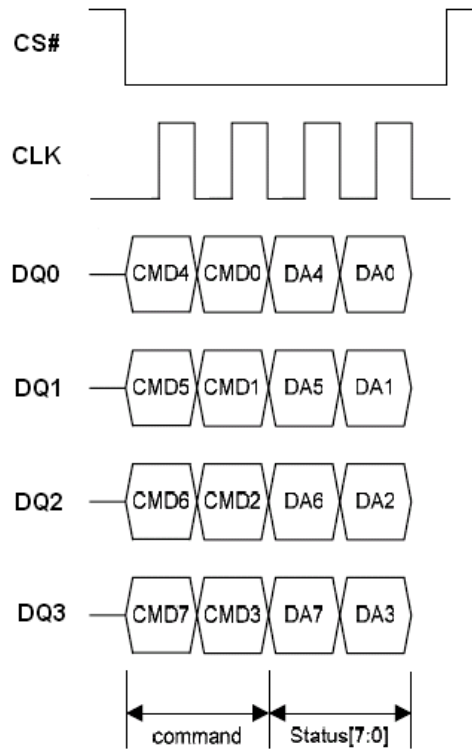 CS#
CLK
DQ0 CMD4 CMD0 DA4 DA0
DQ1 CMD5 CMD1 DA5 DA1
DQ2 CMD6 CMD2 DA6 DA2
DQ3 CMD7 CMD3 DA7 DA3
command Status[7:0]